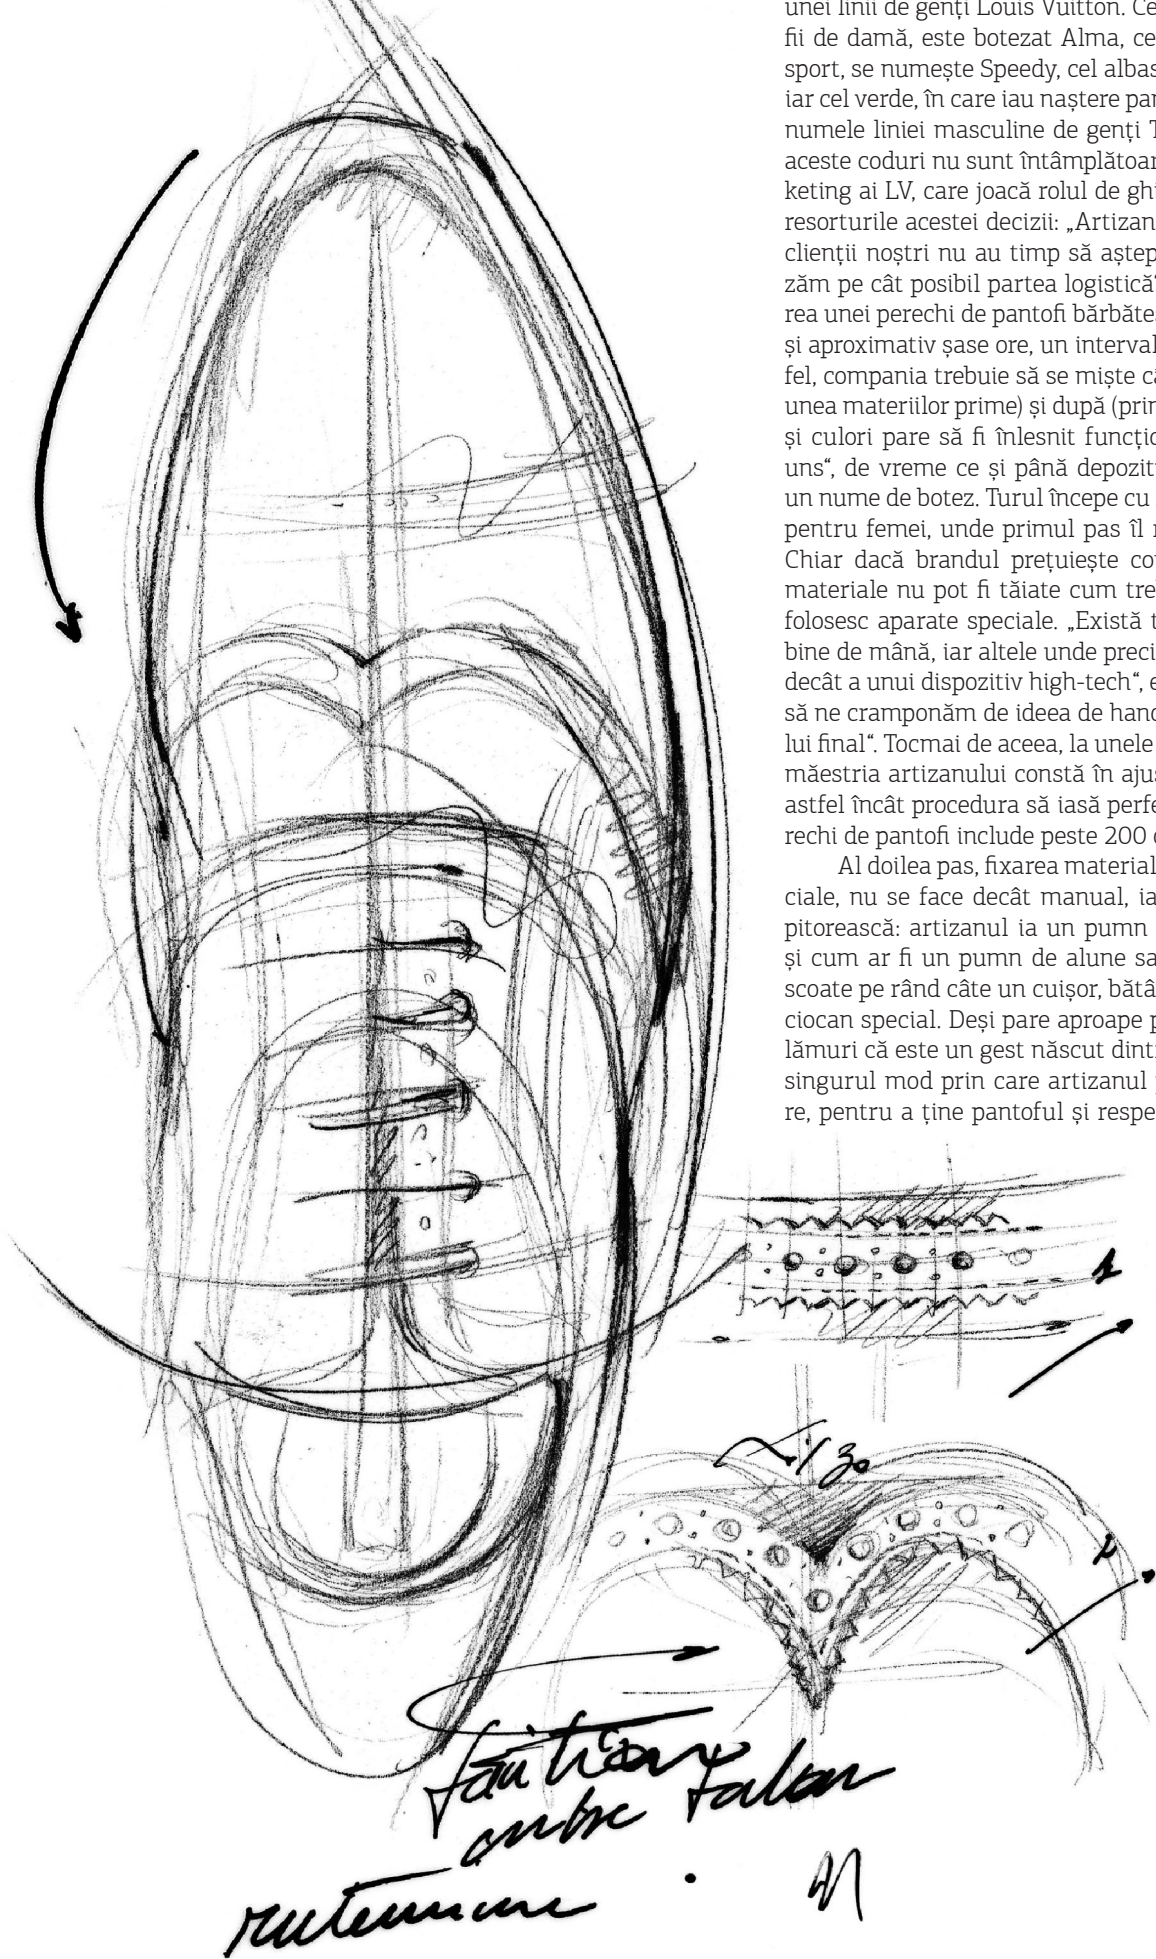 unei linii de genți Louis Vuitton. Ce
fii de damă, este botezat Alma, ce
sport, se numește Speedy, cel albas
iar cel verde, în care iau naștere par
numele liniei masculine de genți T
aceste coduri nu sunt întâmplătoar
keting ai LV, care joacă rolul de gh
resorturile acestei decizii: „Artizan
clienții noștri nu au timp să aștep
zăm pe cât posibil partea logistică
rea unei perechi de pantofi bărbătes
și aproximativ șase ore, un interval
fel, compania trebuie să se miște că
unea materiilor prime) și după (prin
și culori pare să fi înlesnit funcțio
uns“, de vreme ce și până depozit
un nume de botez. Turul începe cu
pentru femei, unde primul pas îl
Chiar dacă brandul prețuiește co
materiale nu pot fi tăiate cum tre
folosesc aparate speciale. „Există t
bine de mână, iar altele unde preci
decât a unui dispozitiv high-tech“, e
să ne cramponăm de ideea de hand
lui final“. Tocmai de aceea, la unele
măestria artizanului constă în ajus
astfel încât procedura să iasă perfe
rechi de pantofi include peste 200
Al doilea pas, fixarea material
ciale, nu se face decât manual, ia
pitorească: artizanul ia un pumn
și cum ar fi un pumn de alune sa
scoate pe rând câte un cuișor, bătâ
ciocan special. Deși pare aproape p
lămuri că este un gest născut dint
singurul mod prin care artizanul
re, pentru a ține pantoful și respe
talon